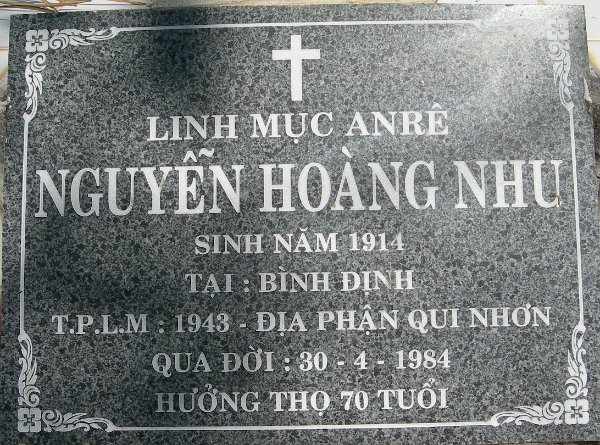 LINH MỤC ANRÊ
NGUYỄN HOÀNG NHU
SINH NĂM 1914
TẠI : BÌNH ĐỊNH
T.P.L.M : 1943 - ĐỊA PHẬN QUI NHƠN
QUA ĐỜI : 30 - 4 - 1984
HƯỞNG THỌ 70 TUỔI